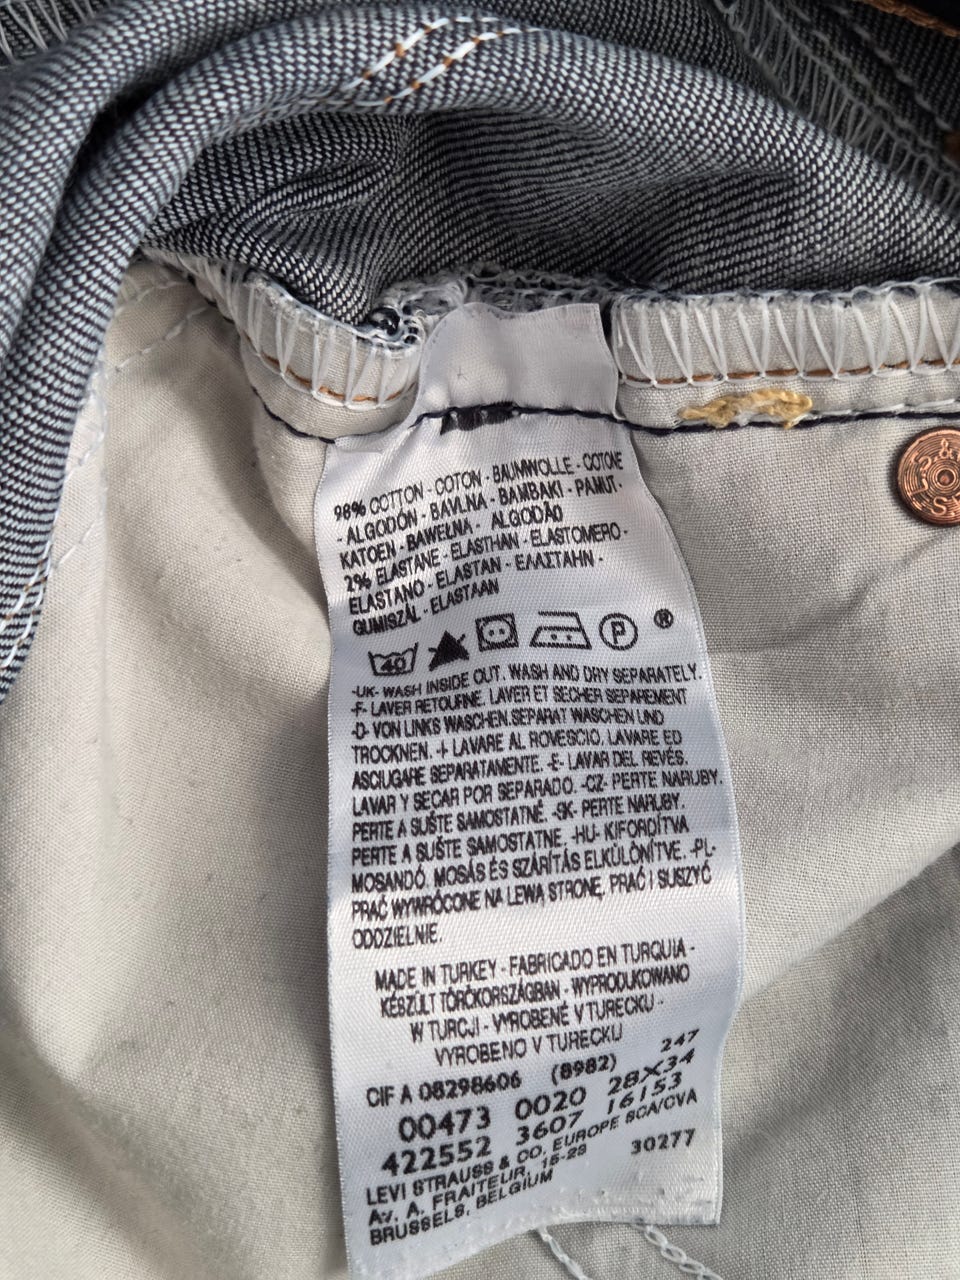 98% COTTON - COTON - BAUMWOLLE - COTONE
- ALGODÓN - BAVLNA - BAMBAKI - PAMUT -
KATOEN - BAWEŁNA - ALGODÃO
2% ELASTANE - ELASTHAN - ELASTOMERO -
ELASTANO - ELASTAN - ΕΛΑΣΤΑΗΝ -
GUMISZÁL - ELASTAAN
40 P ®
-UK- WASH INSIDE OUT. WASH AND DRY SEPARATELY.
-F- LAVER RETOURNE. LAVER ET SECHER SEPAREMENT
-D- VON LINKS WASCHEN.SEPARAT WASCHEN UND
TROCKNEN. -I- LAVARE AL ROVESCIO. LAVARE ED
ASCIUGARE SEPARATAMENTE. -E- LAVAR DEL REVÉS.
LAVAR Y SECAR POR SEPARADO. -CZ- PERTE NARUBY.
PERTE A SUŠTE SAMOSTATNÉ. -SK- PERTE NARUBY.
PERTE A SUŠTE SAMOSTATNE. -HU- KIFORDÍTVA
MOSANDÓ. MOSÁS ÉS SZÁRÍTÁS ELKÜLÖNÍTVE. -PL-
PRAĆ WYWRÓCONE NA LEWĄ STRONĘ, PRAĆ I SUSZYĆ
ODDZIELNIE.
MADE IN TURKEY - FABRICADO EN TURQUIA -
KÉSZÜLT TÖRÖKORSZÁGBAN - WYPRODUKOWANO
W TURCJI - VYROBENÉ V TURECKU -
VYROBENO V TURECKU
CIF A 08298606 (8982) 247
00473 0020 28X34
422552 3607 16153
LEVI STRAUSS & CO. EUROPE SCA/CVA
AV. A. FRAITEUR, 15-23 30277
BRUSSELS, BELGIUM